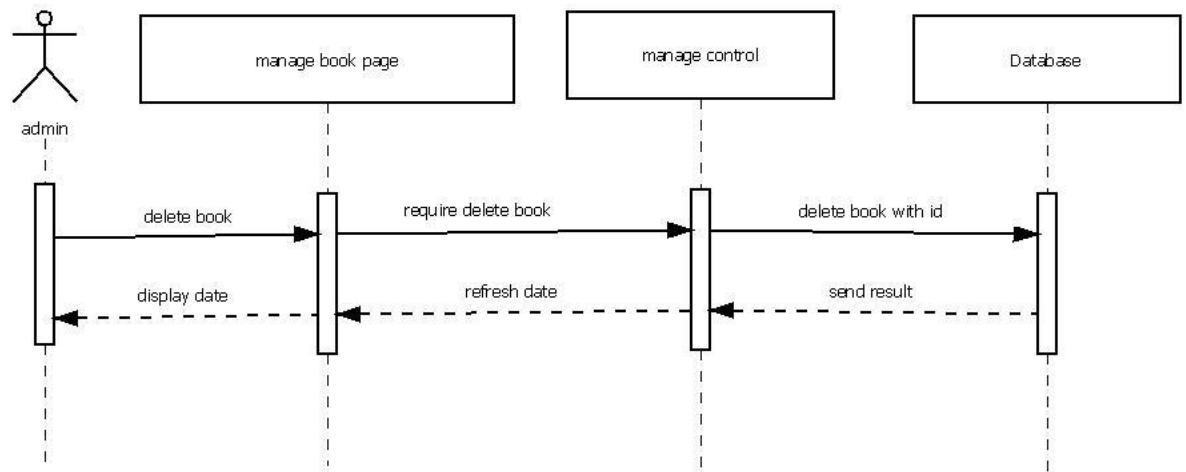 manage book page
manage control
Database
admin
delete book
require delete book
delete book with id
display date
refresh date
send result